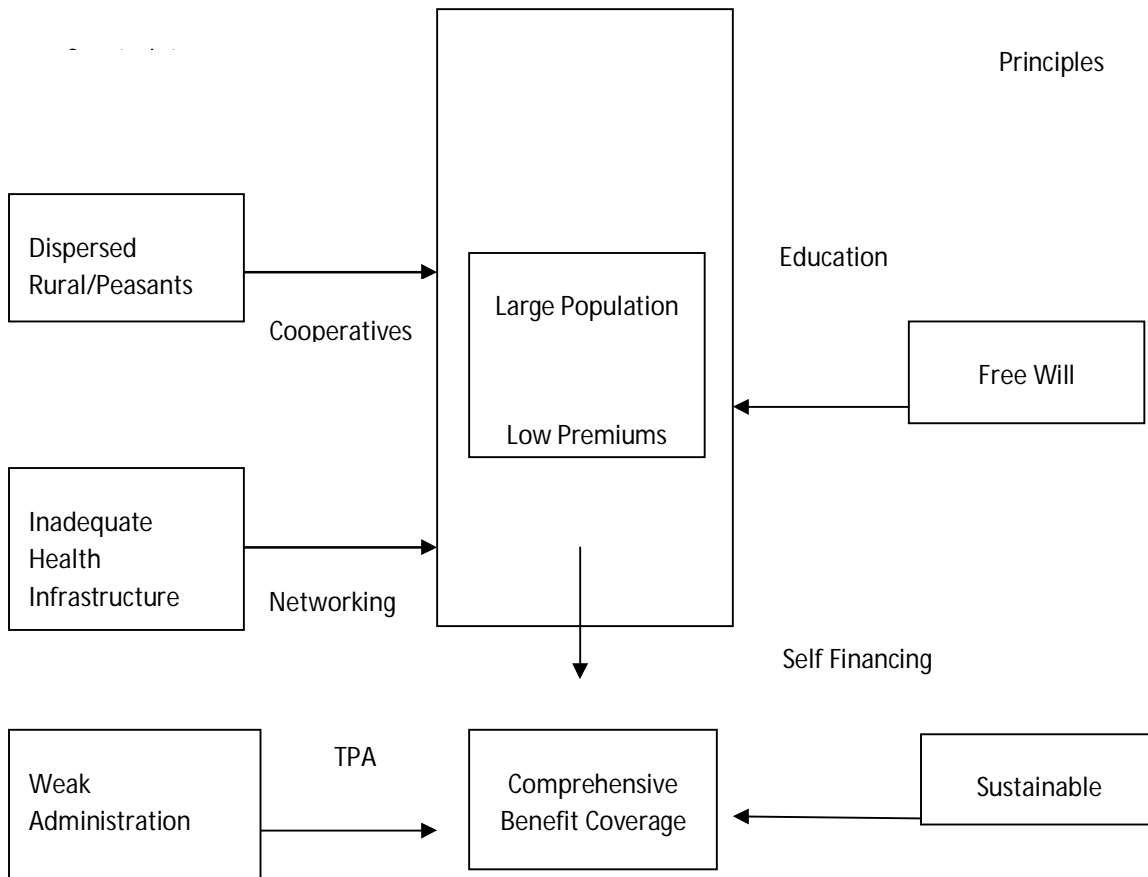 Principles
Dispersed
Rural/Peasants
Cooperatives
Large Population
Low Premiums
Education
Free Will
Inadequate
Health
Infrastructure
Networking
Self Financing
Weak
Administration
TPA
Comprehensive
Benefit Coverage
Sustainable